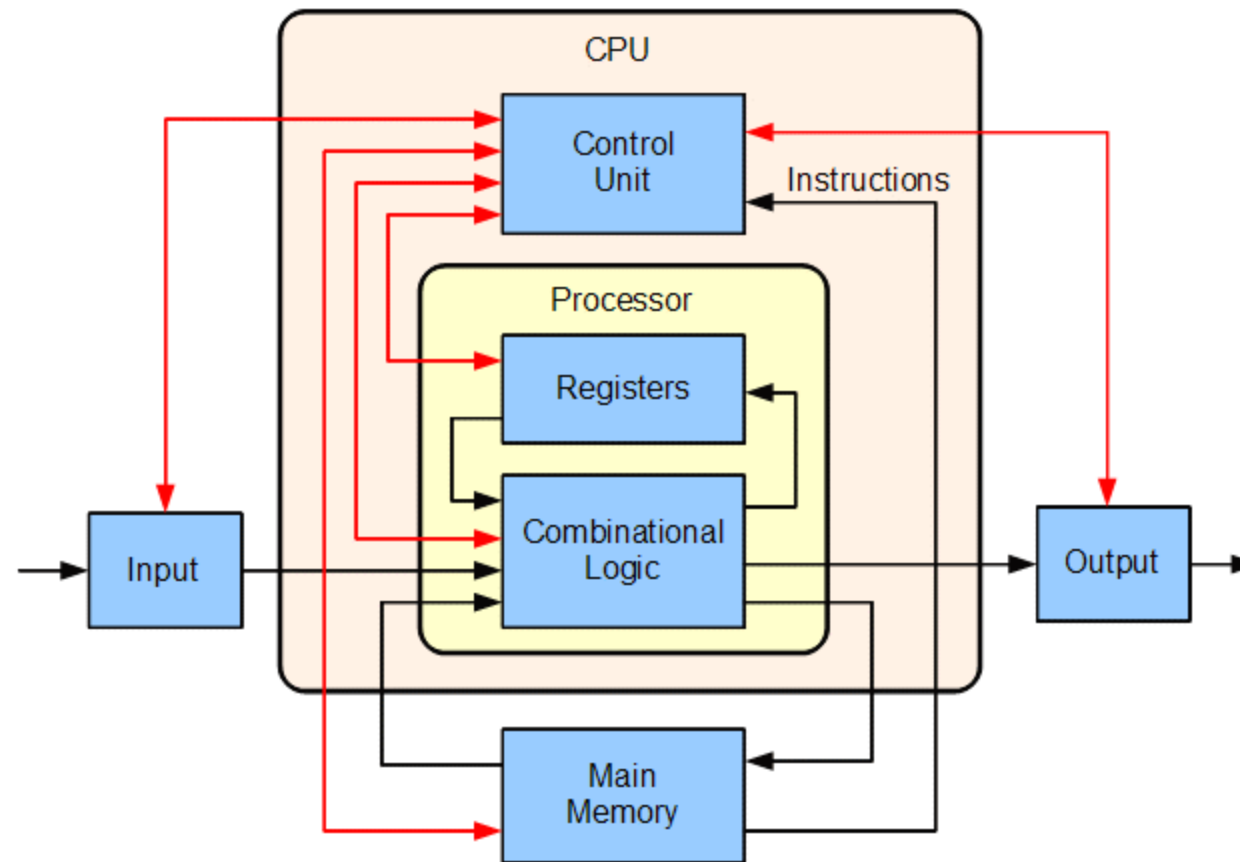 CPU
Control
Unit
Instructions
Processor
Registers
Combinational
Logic
Input
Output
Main
Memory